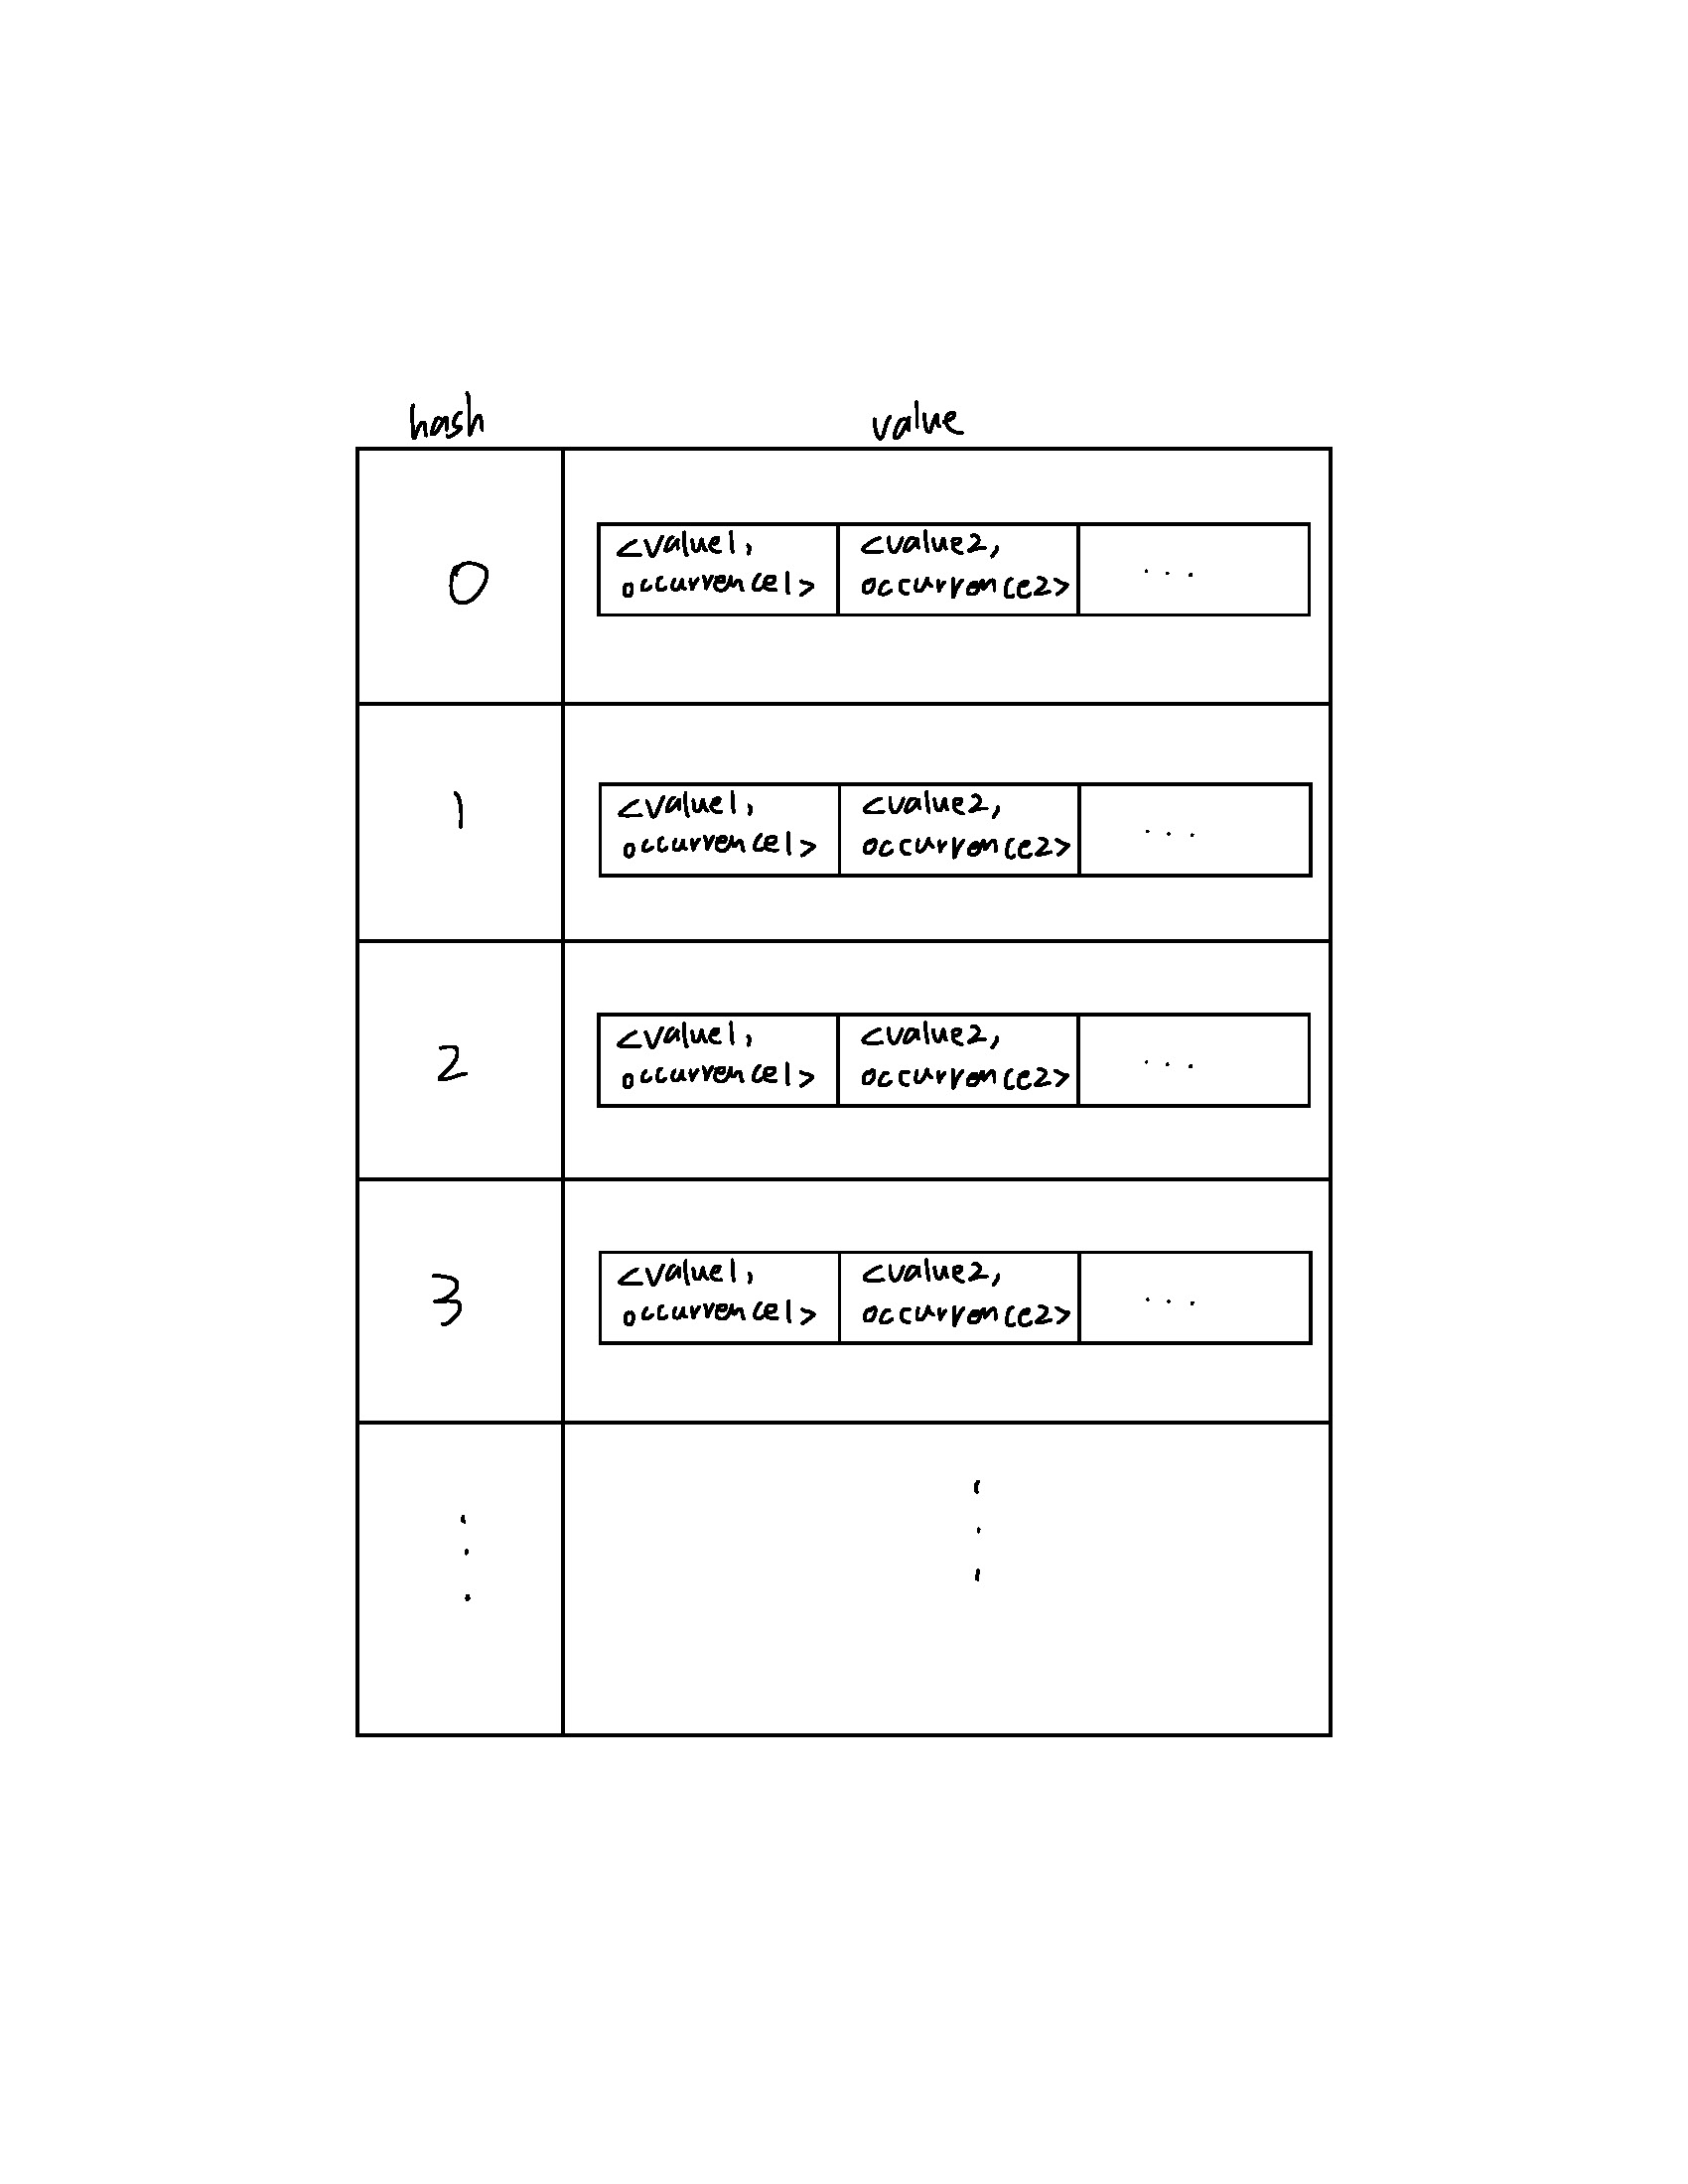 hash value
0
<value1, <value2,
occurrence1> occurrence2> ...
1
<value1, <value2,
occurrence1> occurrence2> ...
2
<value1, <value2,
occurrence1> occurrence2> ...
3
<value1, <value2,
occurrence1> occurrence2> ...